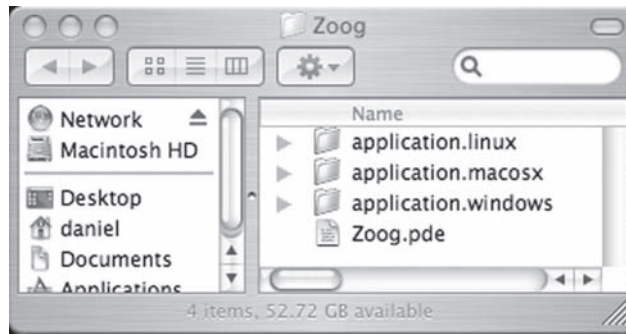 Zoog
Network
Macintosh HD
Desktop
daniel
Documents
Applications
Name
application.linux
application.macosx
application.windows
Zoog.pde
4 items, 52.72 GB available